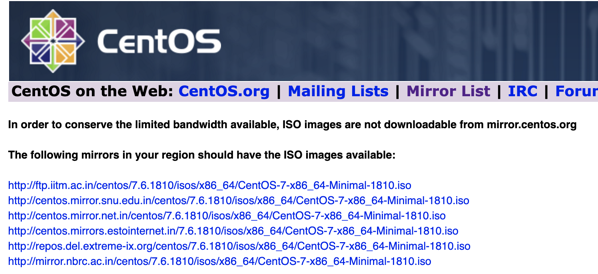 CentOS
CentOS on the Web: CentOS.org | Mailing Lists | Mirror List | IRC | Forum
In order to conserve the limited bandwidth available, ISO images are not downloadable from mirror.centos.org
The following mirrors in your region should have the ISO images available:
http://ftp.iitm.ac.in/centos/7.6.1810/isos/x86_64/CentOS-7-x86_64-Minimal-1810.iso
http://centos.mirror.snu.edu.in/centos/7.6.1810/isos/x86_64/CentOS-7-x86_64-Minimal-1810.iso
http://centos.mirror.net.in/centos/7.6.1810/isos/x86_64/CentOS-7-x86_64-Minimal-1810.iso
http://centos.mirrors.estointernet.in/7.6.1810/isos/x86_64/CentOS-7-x86_64-Minimal-1810.iso
http://repos.del.extreme-ix.org/centos/7.6.1810/isos/x86_64/CentOS-7-x86_64-Minimal-1810.iso
http://mirror.nbrc.ac.in/centos/7.6.1810/isos/x86_64/CentOS-7-x86_64-Minimal-1810.iso